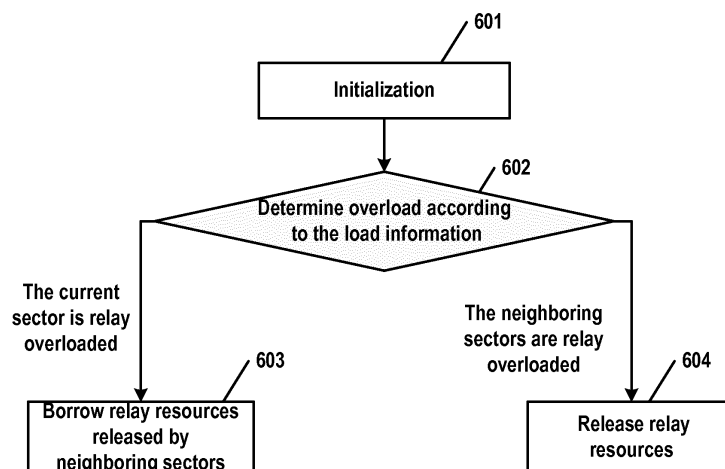 601
Initialization
602
Determine overload according
to the load information
The current
sector is relay
overloaded
The neighboring
sectors are relay
overloaded
603
604
Borrow relay resources
released by
neighboring sectors
Release relay
resources